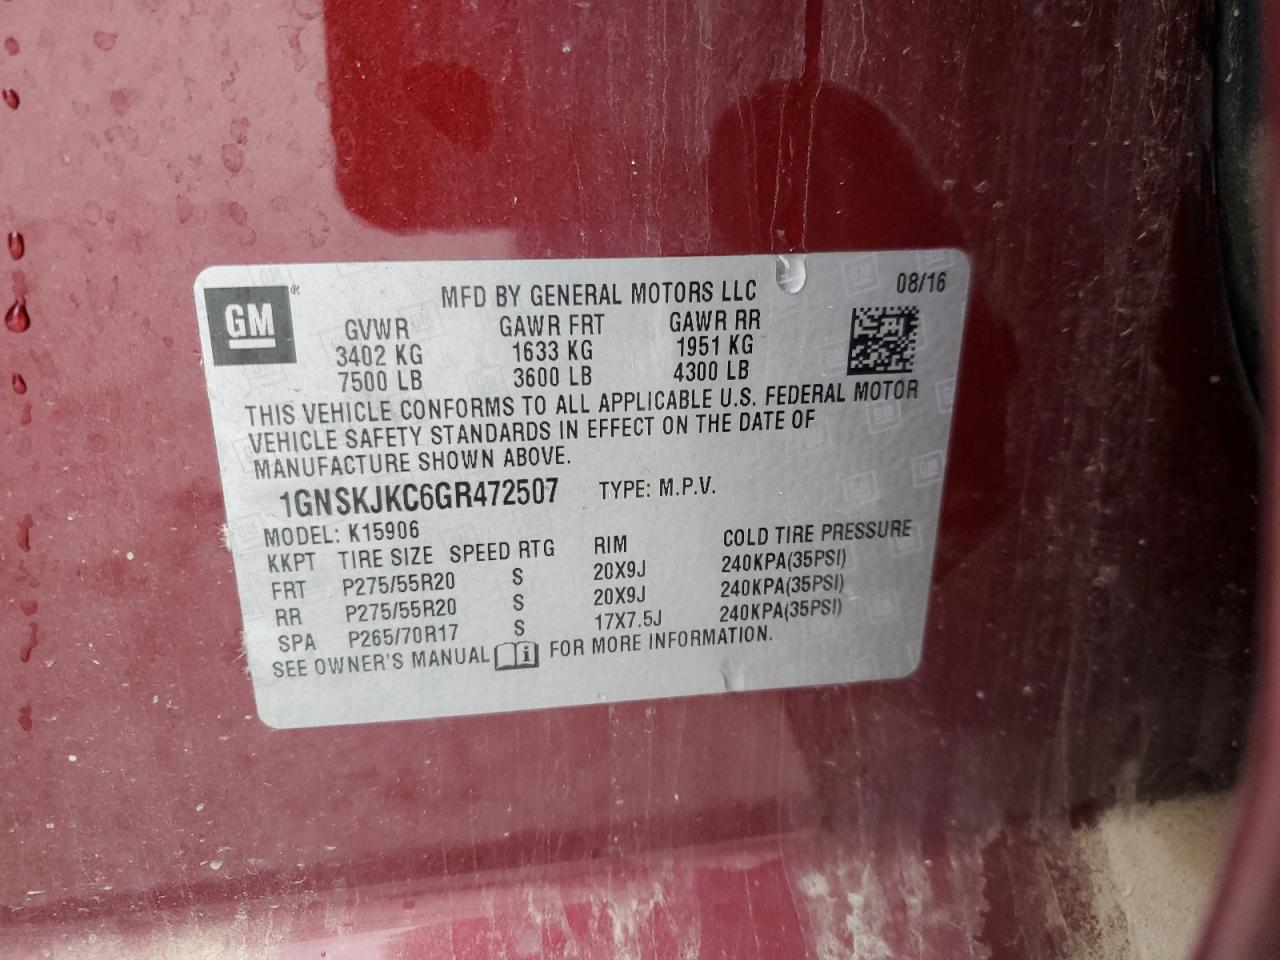 GM
MFD BY GENERAL MOTORS LLC 08/16
GVWR GAWR FRT GAWR RR
3402 KG 1633 KG 1951 KG
7500 LB 3600 LB 4300 LB
THIS VEHICLE CONFORMS TO ALL APPLICABLE U.S. FEDERAL MOTOR
VEHICLE SAFETY STANDARDS IN EFFECT ON THE DATE OF
MANUFACTURE SHOWN ABOVE.
1GNSKJKC6GR472507 TYPE: M.P.V.
MODEL: K15906
KKPT TIRE SIZE SPEED RTG RIM COLD TIRE PRESSURE
FRT P275/55R20 S 20X9J 240KPA(35PSI)
RR P275/55R20 S 20X9J 240KPA(35PSI)
SPA P265/70R17 S 17X7.5J 240KPA(35PSI)
SEE OWNER'S MANUAL FOR MORE INFORMATION.